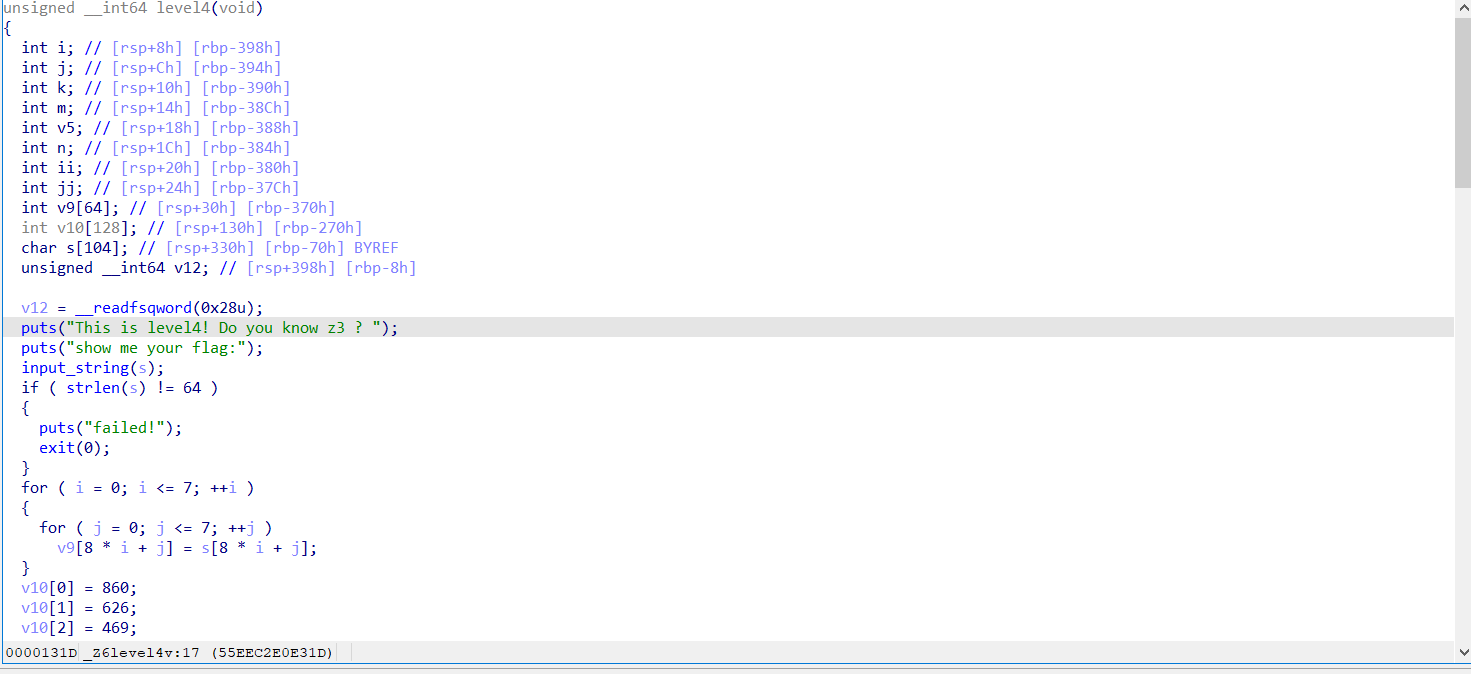 unsigned __int64 level4(void)
{
  int i; // [rsp+8h] [rbp-398h]
  int j; // [rsp+Ch] [rbp-394h]
  int k; // [rsp+10h] [rbp-390h]
  int m; // [rsp+14h] [rbp-38Ch]
  int v5; // [rsp+18h] [rbp-388h]
  int n; // [rsp+1Ch] [rbp-384h]
  int ii; // [rsp+20h] [rbp-380h]
  int jj; // [rsp+24h] [rbp-37Ch]
  int v9[64]; // [rsp+30h] [rbp-370h]
  int v10[128]; // [rsp+130h] [rbp-270h]
  char s[104]; // [rsp+330h] [rbp-70h] BYREF
  unsigned __int64 v12; // [rsp+398h] [rbp-8h]

  v12 = __readfsqword(0x28u);
  puts("This is level4! Do you know z3 ? ");
  puts("show me your flag:");
  input_string(s);
  if ( strlen(s) != 64 )
  {
    puts("failed!");
    exit(0);
  }
  for ( i = 0; i <= 7; ++i )
  {
    for ( j = 0; j <= 7; ++j )
      v9[8 * i + j] = s[8 * i + j];
  }
  v10[0] = 860;
  v10[1] = 626;
  v10[2] = 469;
0000131D _Z6level4v:17 (55EEC2E0E31D)